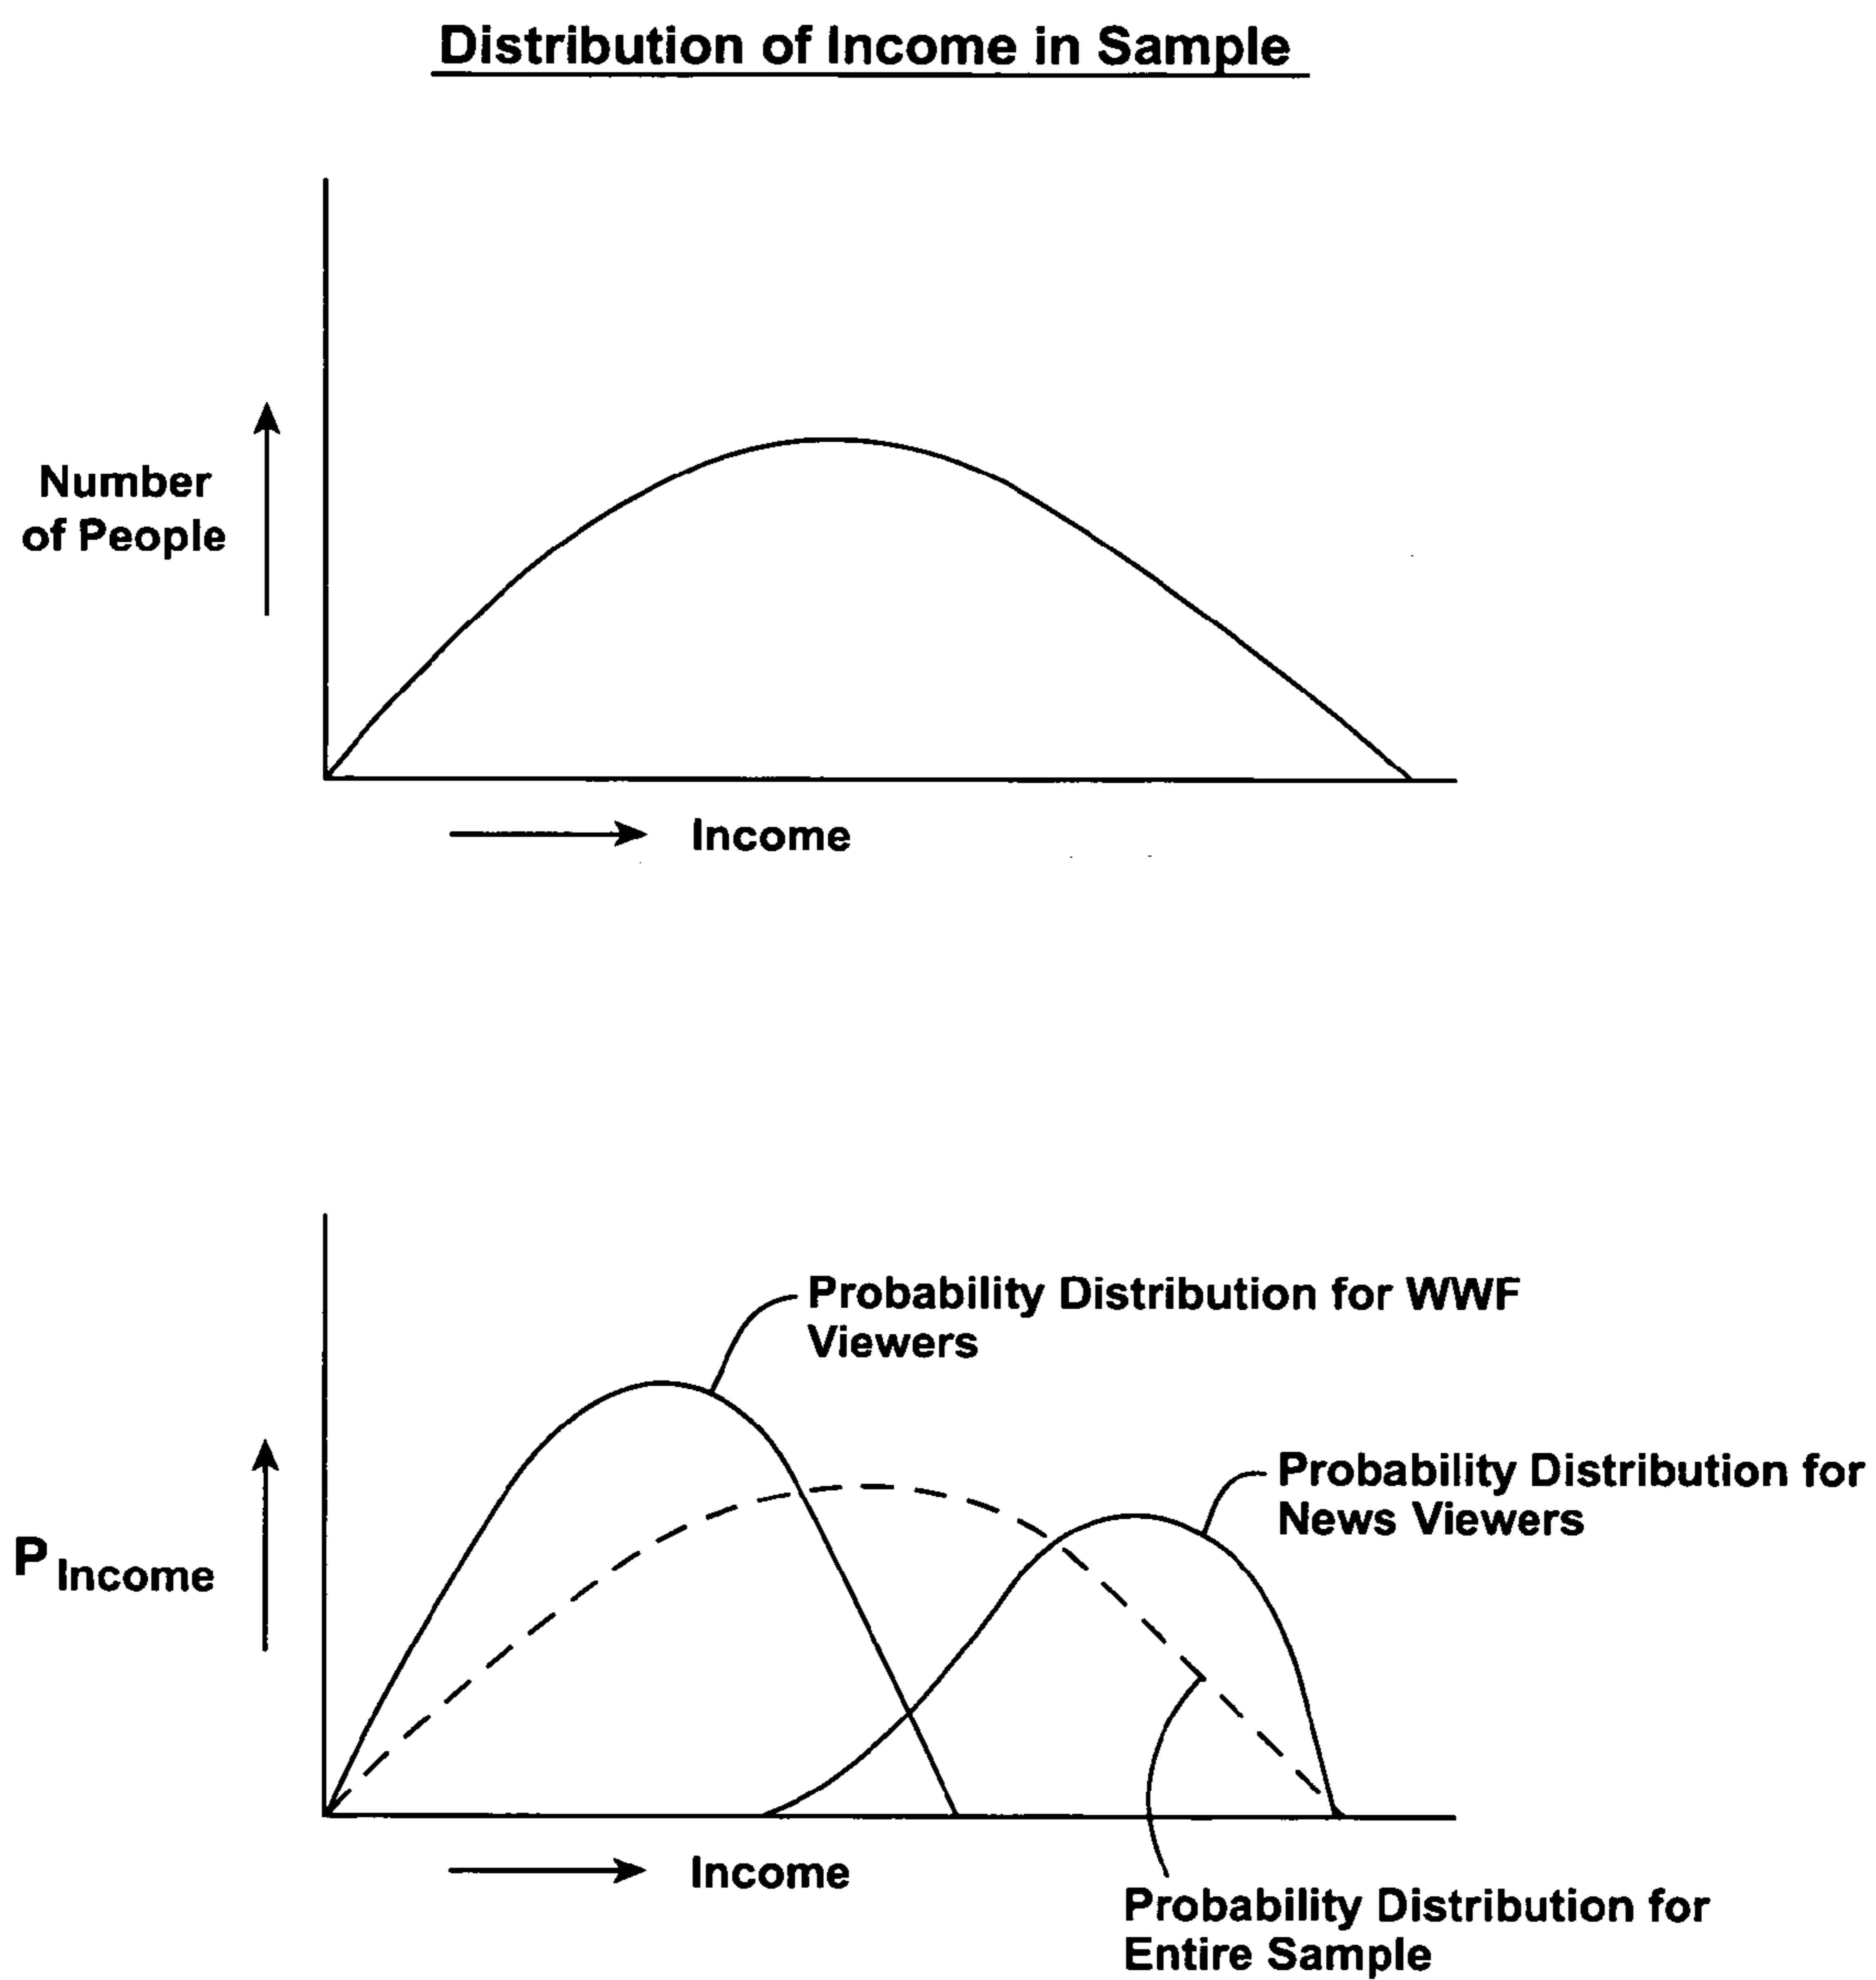 Distribution of Income in Sample
Number
of People
Income
Probability Distribution for WWF
Viewers
Probability Distribution for
News Viewers
P Income
Income
Probability Distribution for
Entire Sample